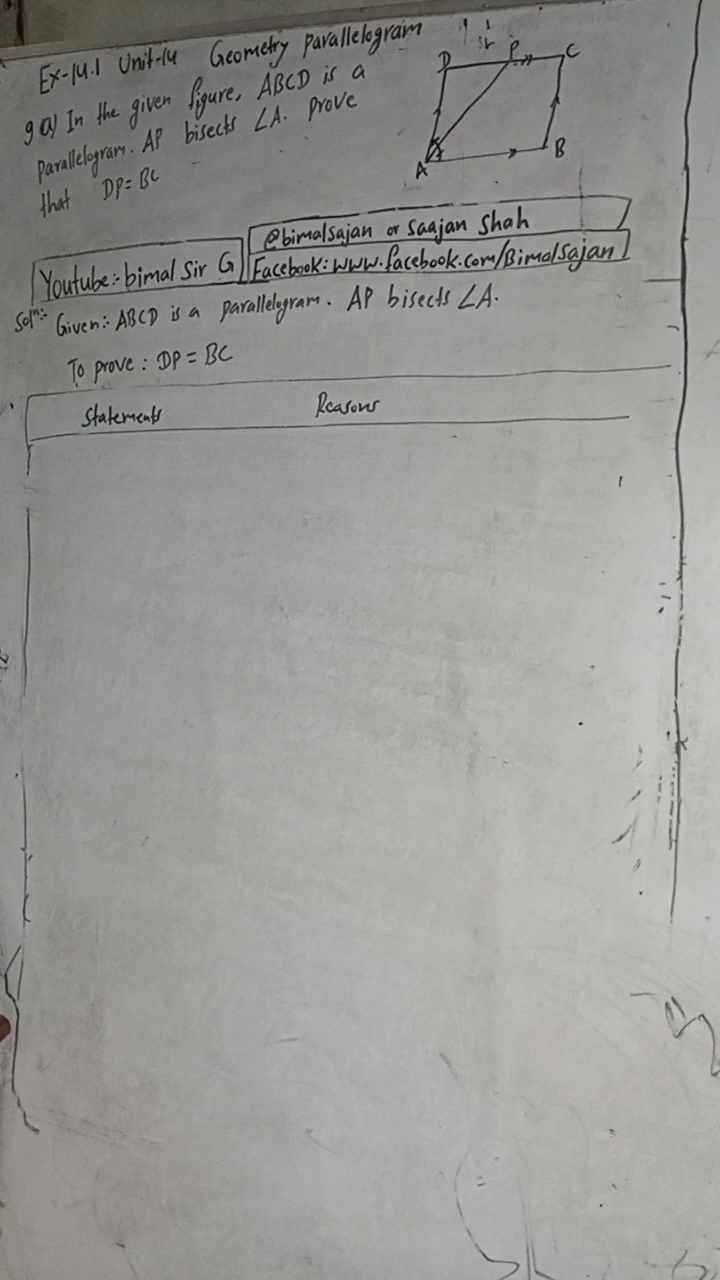 Ex-14.1 Unit-14 Geometry Parallelogram
9 a) In the given figure, ABCD is a
Parallelogram. AP bisects ∠A. Prove
that DP = BC
D P C
A B
Youtube:- bimal Sir G
@bimalsajan or Saajan Shah
Facebook: www.facebook.com/Bimalsajan
Solⁿ:- Given:- ABCD is a parallelogram. AP bisects ∠A.
To prove : DP = BC
Statements Reasons